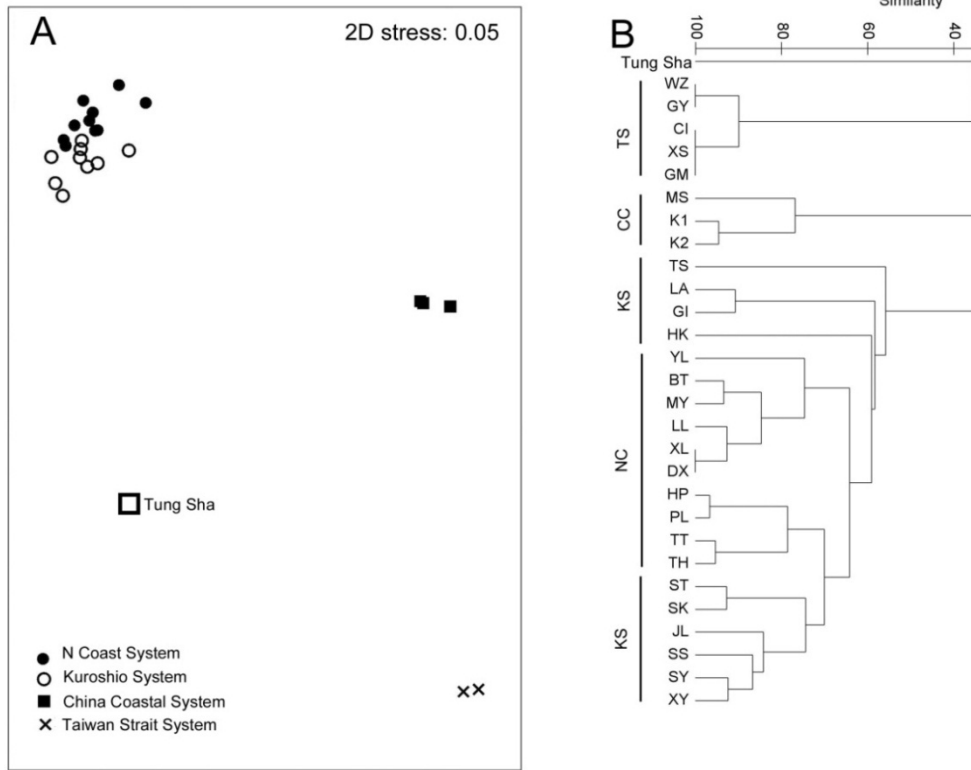 A
2D stress: 0.05
Tung Sha
N Coast System
Kuroshio System
China Coastal System
Taiwan Strait System
B
Similarity
100
80
60
40
Tung Sha
TS
WZ
GY
CI
XS
GM
CC
MS
K1
K2
KS
TS
LA
GI
HK
NC
YL
BT
MY
LL
XL
DX
HP
PL
TT
TH
KS
ST
SK
JL
SS
SY
XY